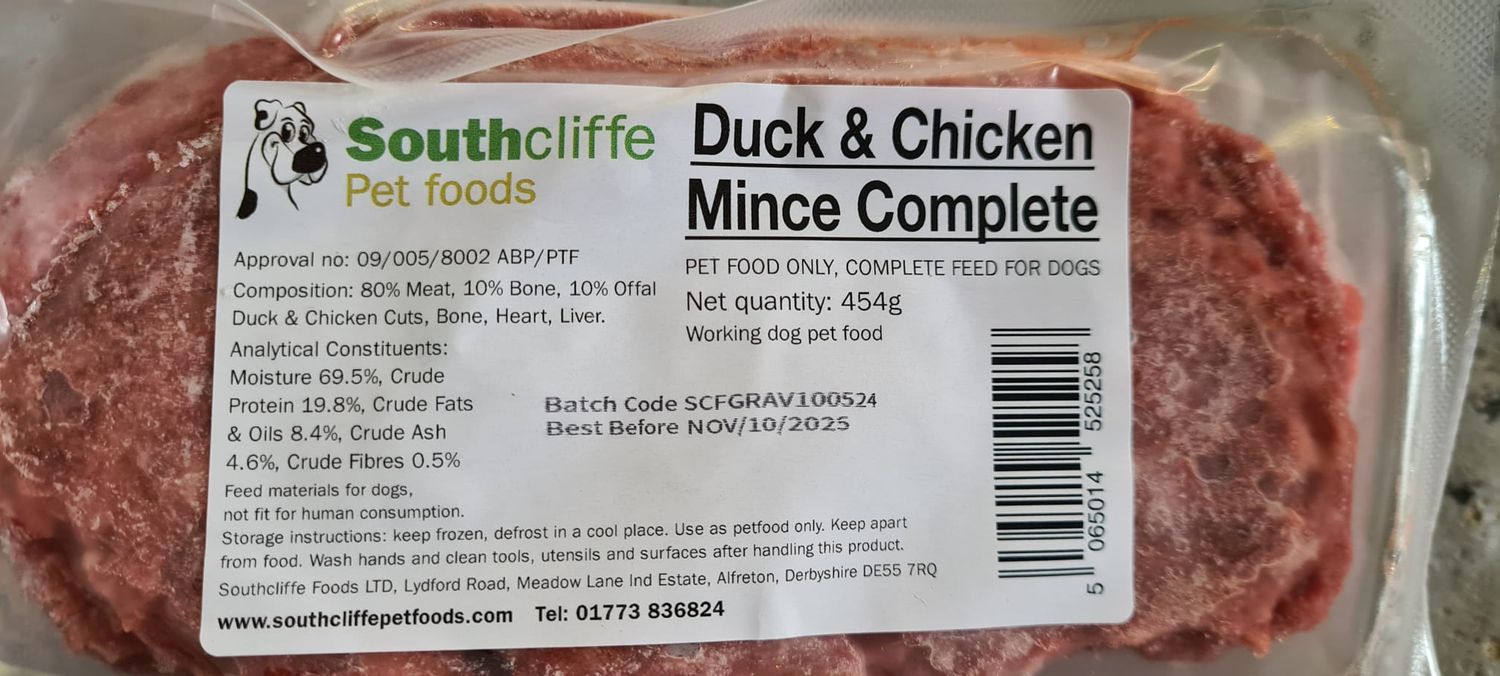 Southcliffe
Pet foods
Duck & Chicken
Mince Complete
PET FOOD ONLY, COMPLETE FEED FOR DOGS
Net quantity: 454g
Working dog pet food
Approval no: 09/005/8002 ABP/PTF
Composition: 80% Meat, 10% Bone, 10% Offal
Duck & Chicken Cuts, Bone, Heart, Liver.
Analytical Constituents:
Moisture 69.5%, Crude
Protein 19.8%, Crude Fats
& Oils 8.4%, Crude Ash
4.6%, Crude Fibres 0.5%
Batch Code SCFGRAV100524
Best Before NOV/10/2025
Feed materials for dogs,
not fit for human consumption.
Storage instructions: keep frozen, defrost in a cool place. Use as petfood only. Keep apart
from food. Wash hands and clean tools, utensils and surfaces after handling this product.
Southcliffe Foods LTD, Lydford Road, Meadow Lane Ind Estate, Alfreton, Derbyshire DE55 7RQ
www.southcliffepetfoods.com Tel: 01773 836824
5 065014 525258